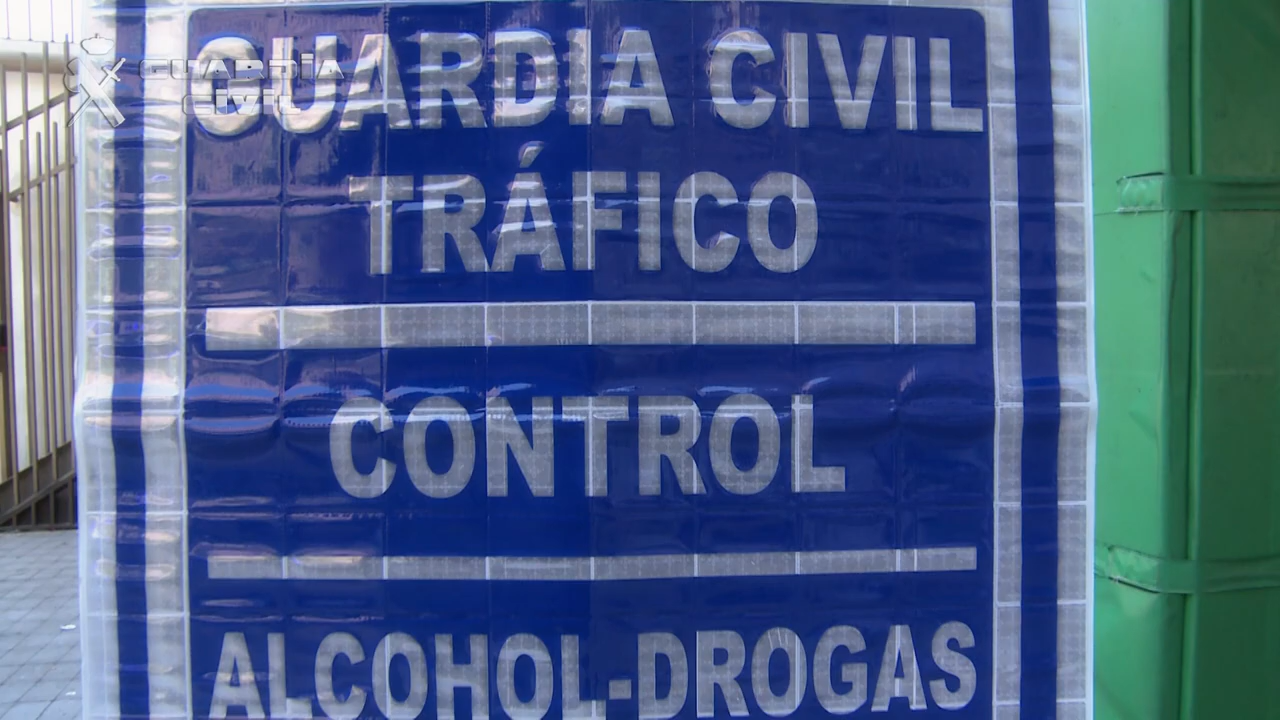 GUARDIA CIVIL
GUARDIA CIVIL
TRÁFICO
CONTROL
ALCOHOL-DROGAS